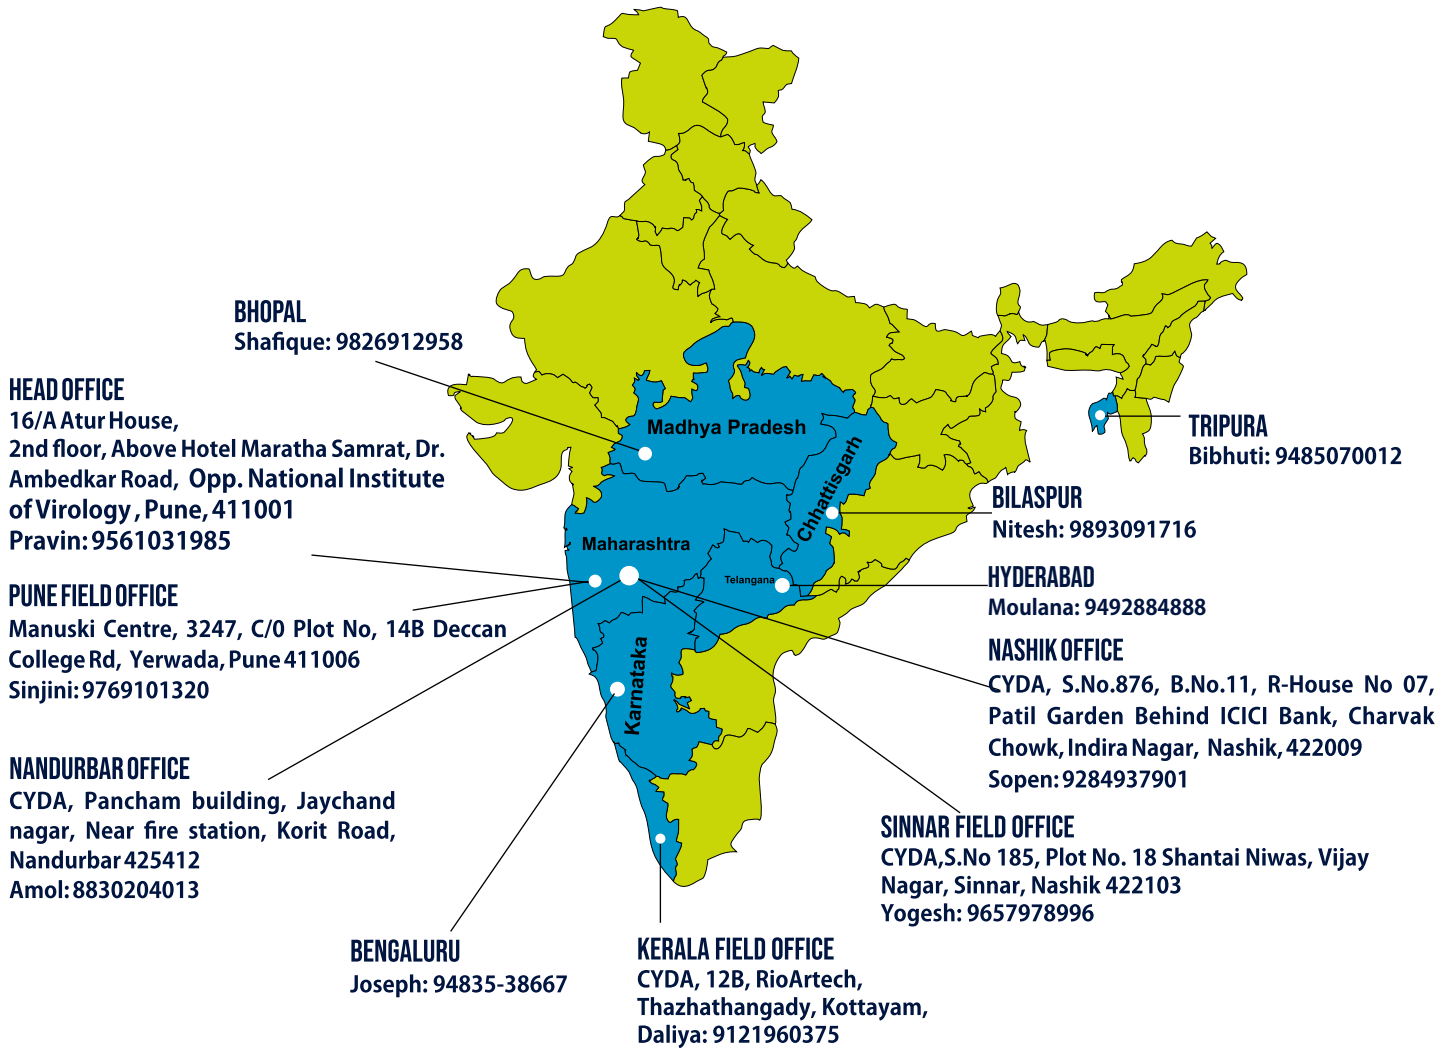 BHOPAL
Shafique: 9826912958
HEAD OFFICE
16/A Atur House,
2nd floor, Above Hotel Maratha Samrat, Dr.
Ambedkar Road, Opp. National Institute
of Virology , Pune, 411001
Pravin: 9561031985
PUNE FIELD OFFICE
Manuski Centre, 3247, C/0 Plot No, 14B Deccan
College Rd, Yerwada, Pune 411006
Sinjini: 9769101320
NANDURBAR OFFICE
CYDA, Pancham building, Jaychand
nagar, Near fire station, Korit Road,
Nandurbar 425412
Amol: 8830204013
BENGALURU
Joseph: 94835-38667
Madhya Pradesh
Chhattisgarh
Maharashtra
Telangana
Karnataka
TRIPURA
Bibhuti: 9485070012
BILASPUR
Nitesh: 9893091716
HYDERABAD
Moulana: 9492884888
NASHIK OFFICE
CYDA, S.No.876, B.No.11, R-House No 07,
Patil Garden Behind ICICI Bank, Charvak
Chowk, Indira Nagar, Nashik, 422009
Sopen: 9284937901
SINNAR FIELD OFFICE
CYDA,S.No 185, Plot No. 18 Shantai Niwas, Vijay
Nagar, Sinnar, Nashik 422103
Yogesh: 9657978996
KERALA FIELD OFFICE
CYDA, 12B, RioArtech,
Thazhathangady, Kottayam,
Daliya: 9121960375